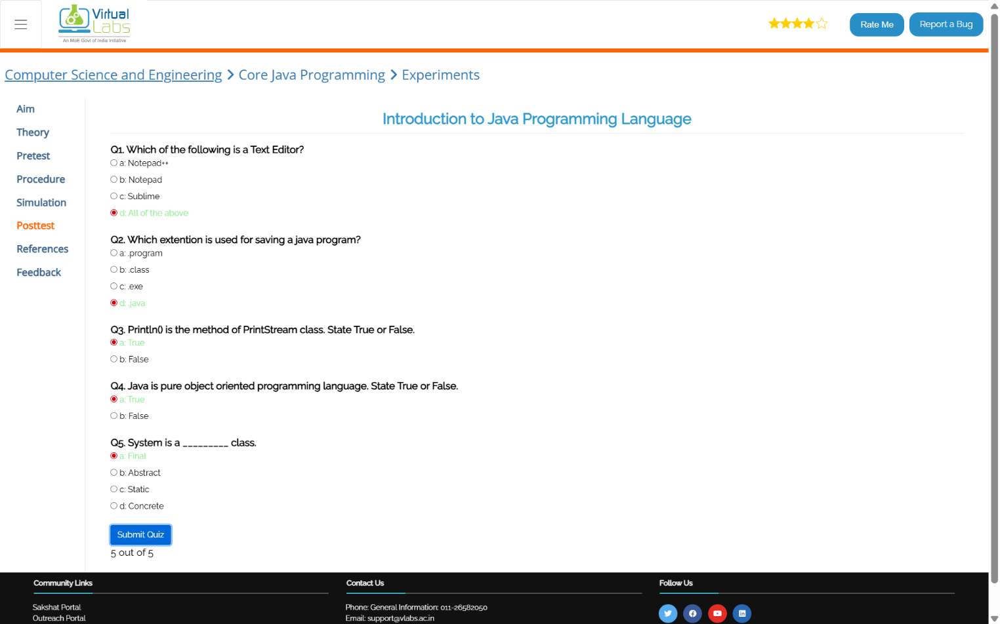 Virtual
Labs
An MoE Govt of India Initiative
Rate Me
Report a Bug
Computer Science and Engineering > Core Java Programming > Experiments
Aim
Theory
Pretest
Procedure
Simulation
Posttest
References
Feedback
Introduction to Java Programming Language
Q1. Which of the following is a Text Editor?
a: Notepad++
b: Notepad
c: Sublime
d: All of the above
Q2. Which extention is used for saving a java program?
a: .program
b: .class
c: .exe
d: .java
Q3. Println() is the method of PrintStream class. State True or False.
a: True
b: False
Q4. Java is pure object oriented programming language. State True or False.
a: True
b: False
Q5. System is a _________ class.
a: Final
b: Abstract
c: Static
d: Concrete
Submit Quiz
5 out of 5
Community Links
Sakshat Portal
Outreach Portal
Contact Us
Phone: General Information: 011-26582050
Email: support@vlabs.ac.in
Follow Us